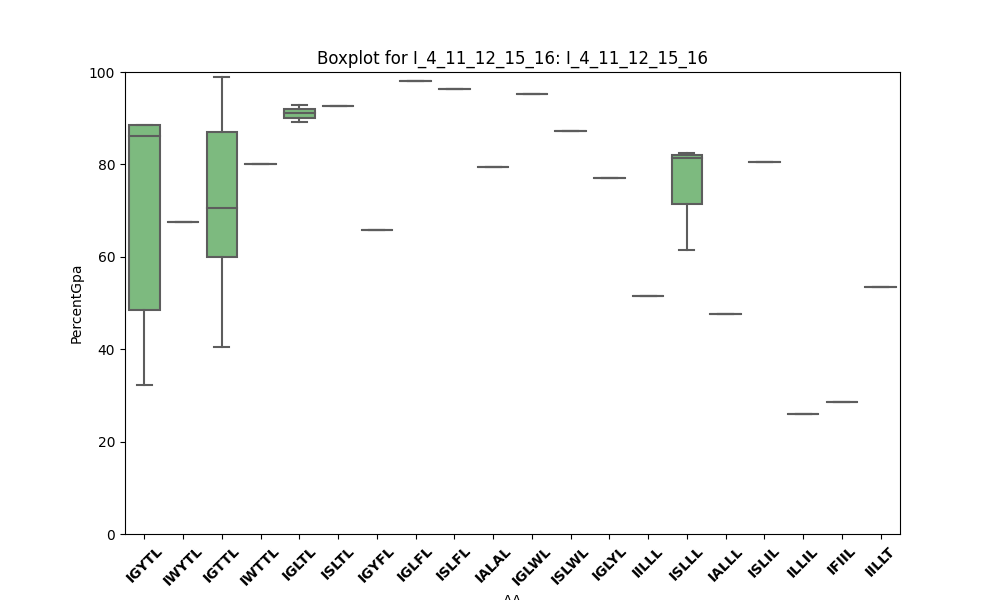 Boxplot for I_4_11_12_15_16: I_4_11_12_15_16
PercentGpa
100
80
60
40
20
0
IGYTL IWYTL IGTTL IWTTL IGLTL ISLTL IGYFL IGLFL ISLFL IALAL IGLWL ISLWL IGLYL IILLL ISLLL IALLL ISLIL ILLIL IFIIL IILLT
AA